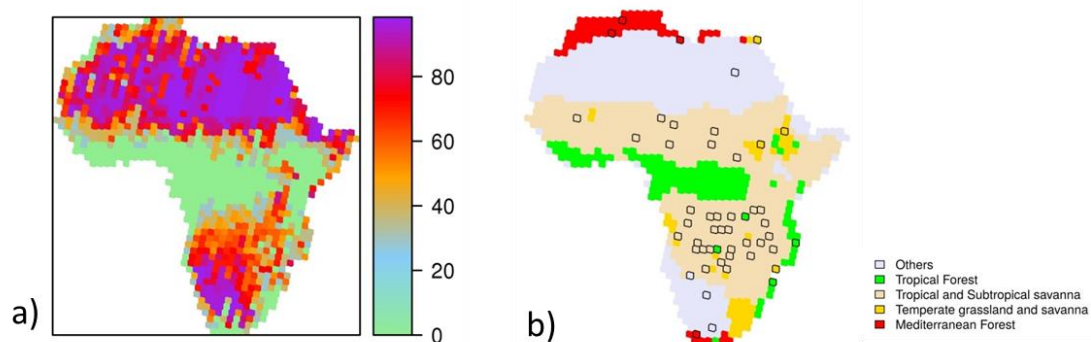 80
60
40
20
0
a)
b)
Others
Tropical Forest
Tropical and Subtropical savanna
Temperate grassland and savanna
Mediterranean Forest